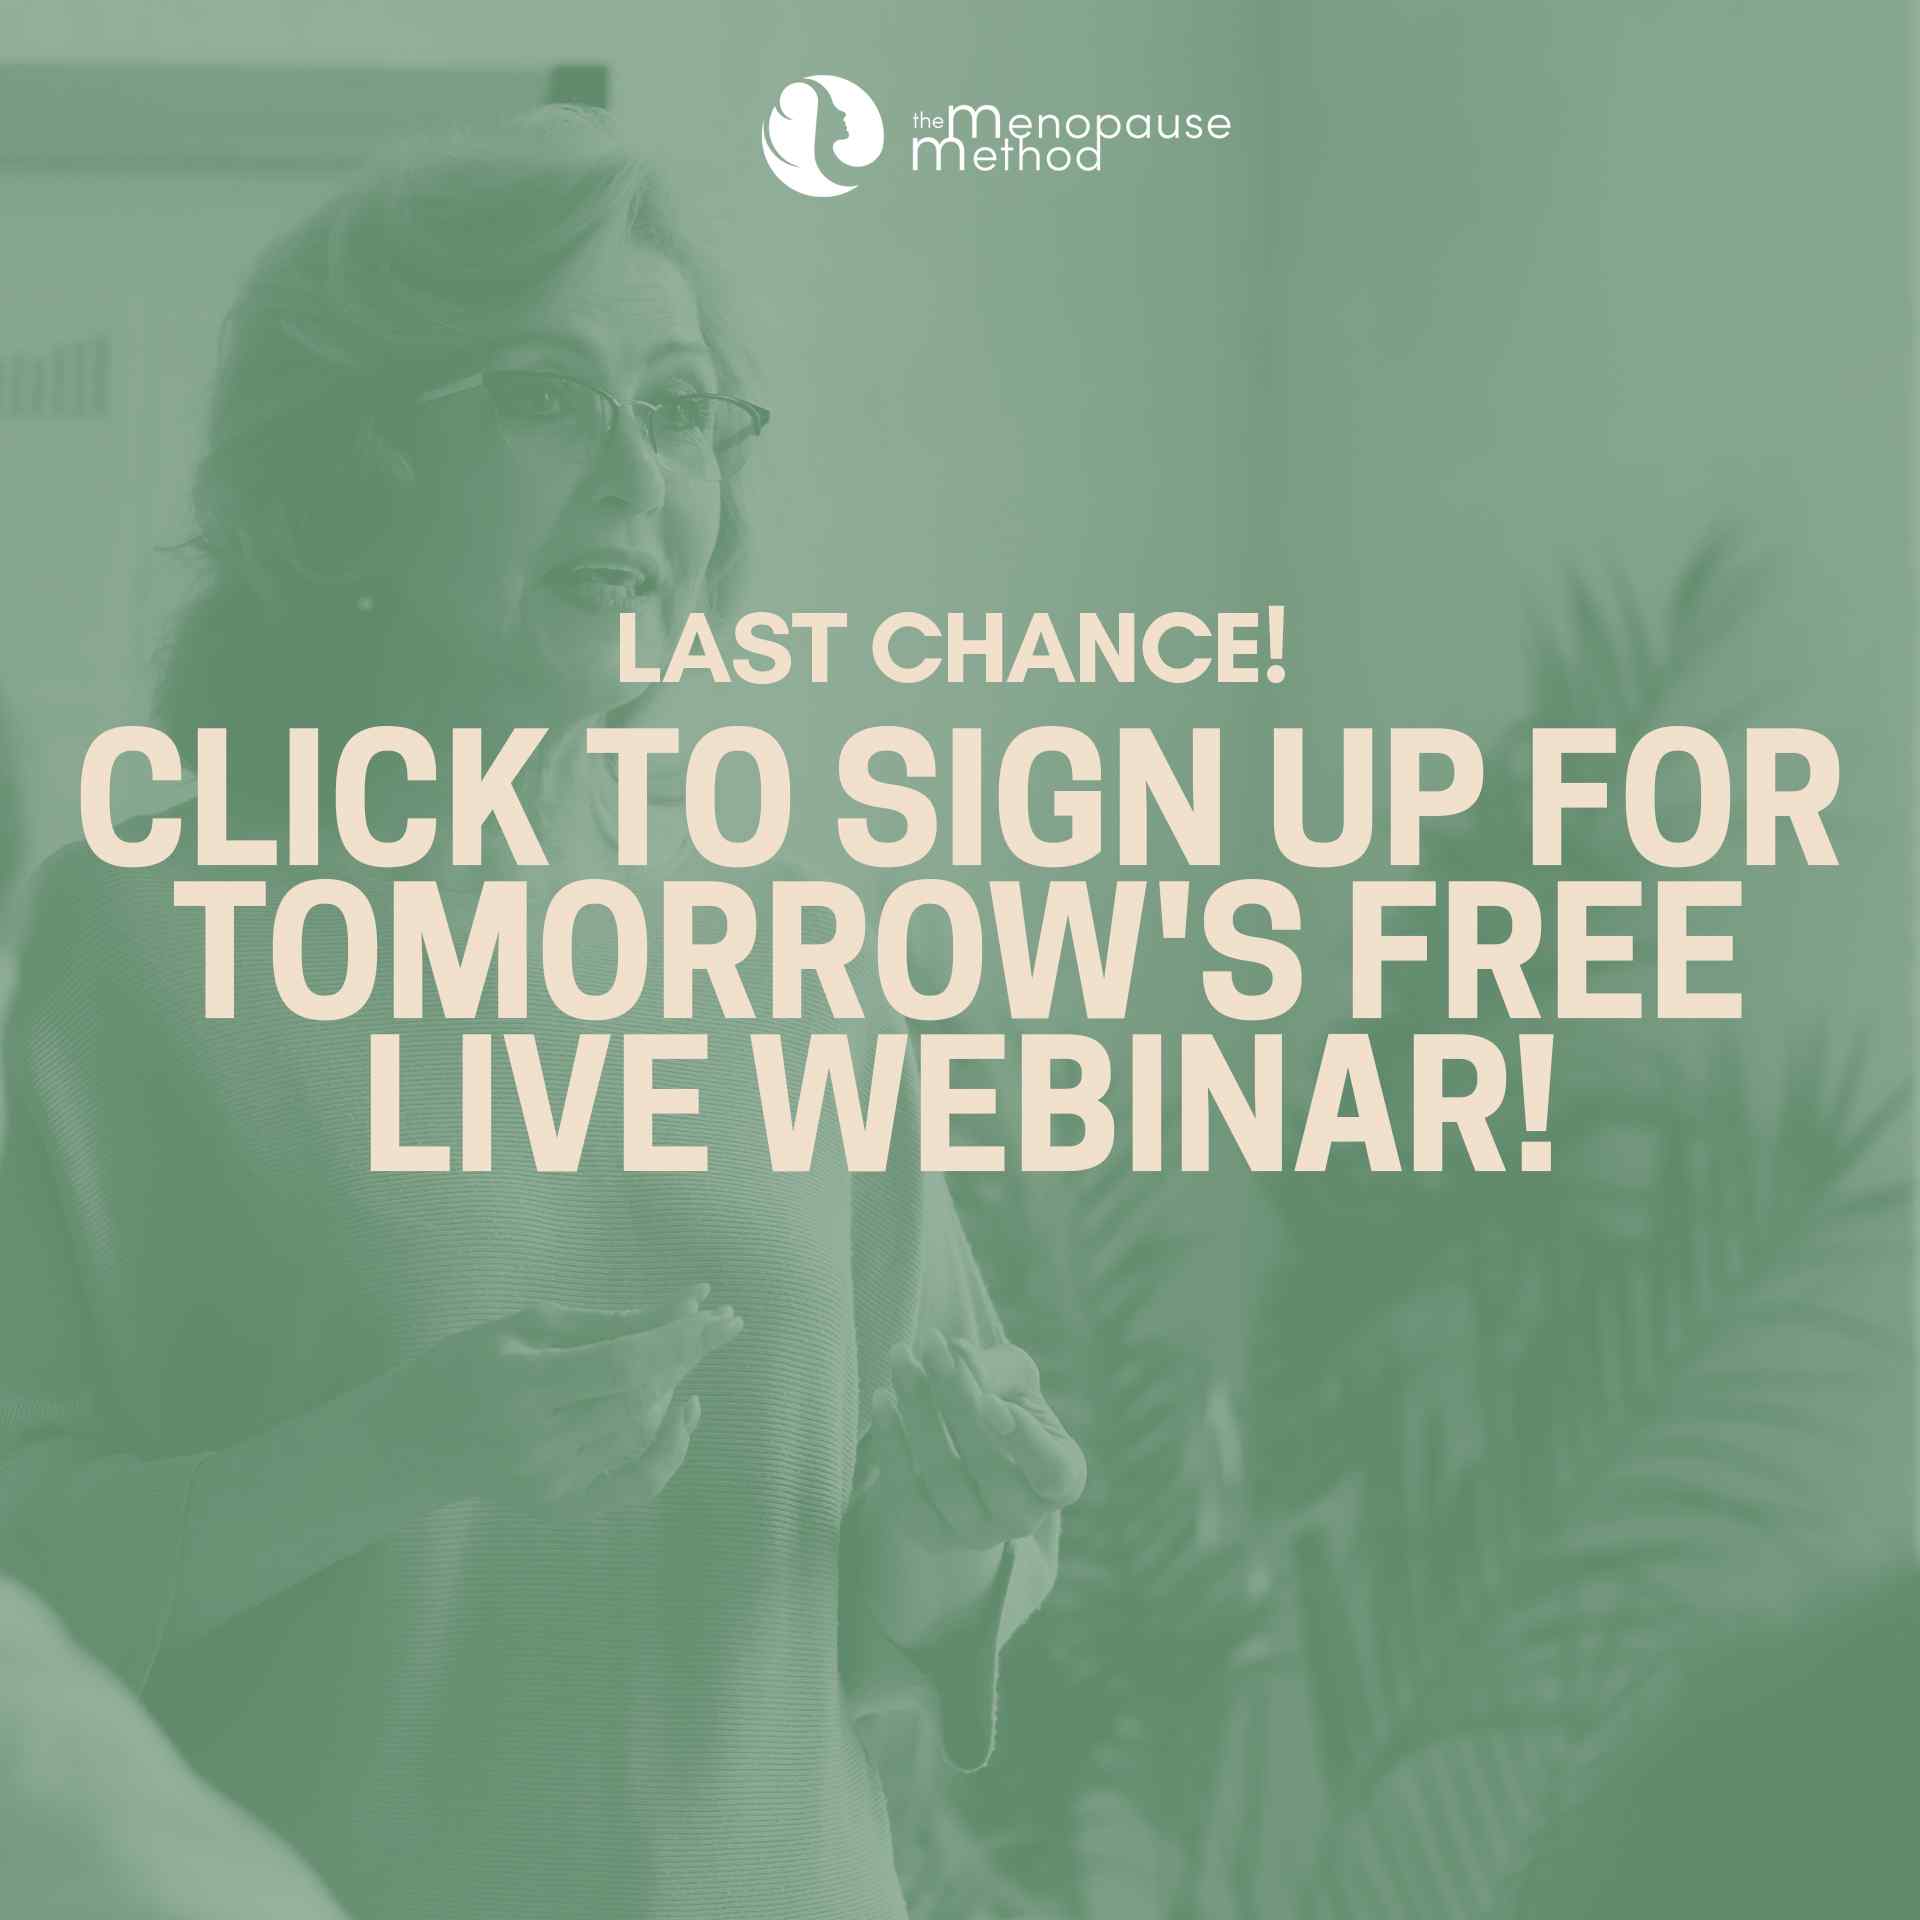 the Menopause
Method
LAST CHANCE!
CLICK TO SIGN UP FOR
TOMORROW'S FREE
LIVE WEBINAR!